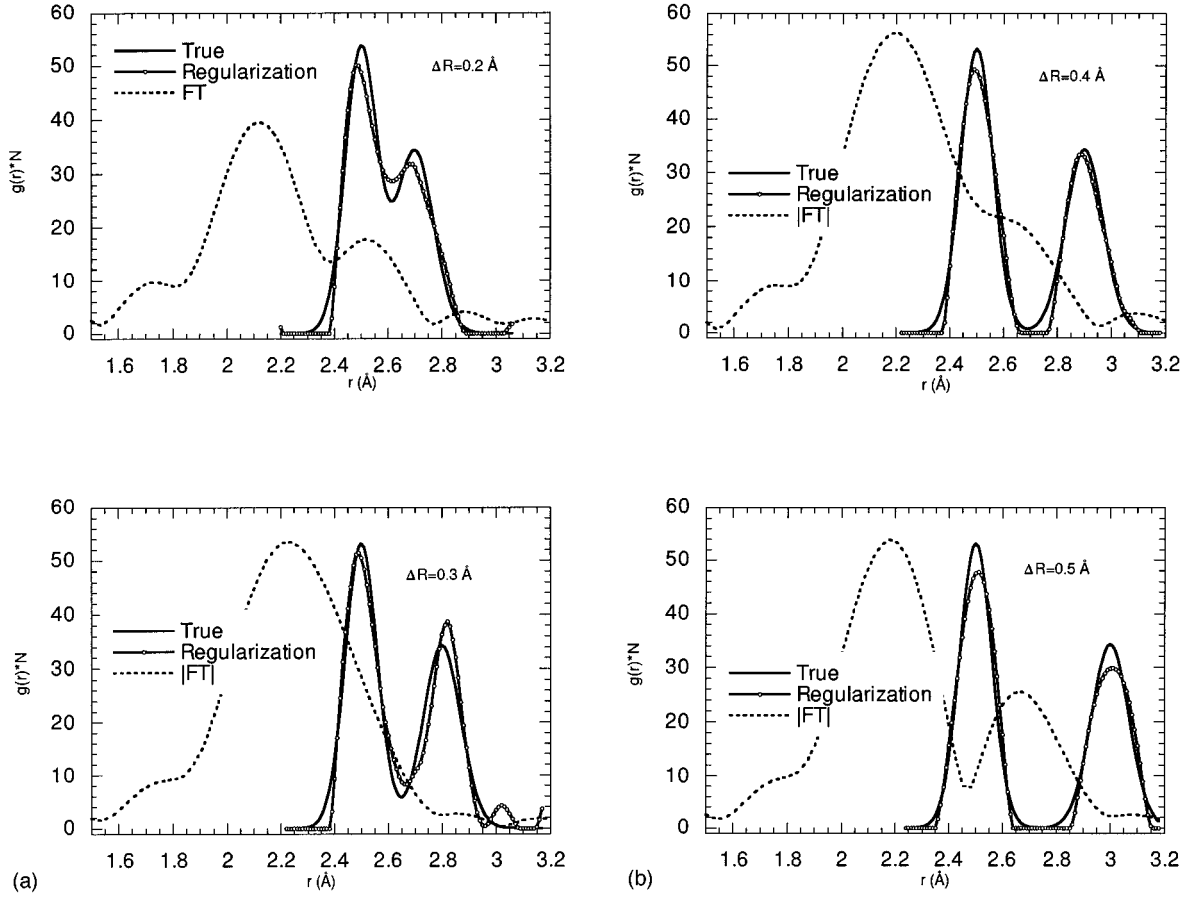 60
50
40
30
20
10
0
g(r)*N
True
Regularization
FT
ΔR=0.2 Å
1.6 1.8 2 2.2 2.4 2.6 2.8 3 3.2
r (Å)
60
50
40
30
20
10
0
g(r)*N
ΔR=0.4 Å
True
Regularization
|FT|
1.6 1.8 2 2.2 2.4 2.6 2.8 3 3.2
r (Å)
60
50
40
30
20
10
0
g(r)*N
ΔR=0.3 Å
True
Regularization
|FT|
1.6 1.8 2 2.2 2.4 2.6 2.8 3 3.2
r (Å)
(a)
60
50
40
30
20
10
0
g(r)*N
ΔR=0.5 Å
True
Regularization
|FT|
1.6 1.8 2 2.2 2.4 2.6 2.8 3 3.2
r (Å)
(b)